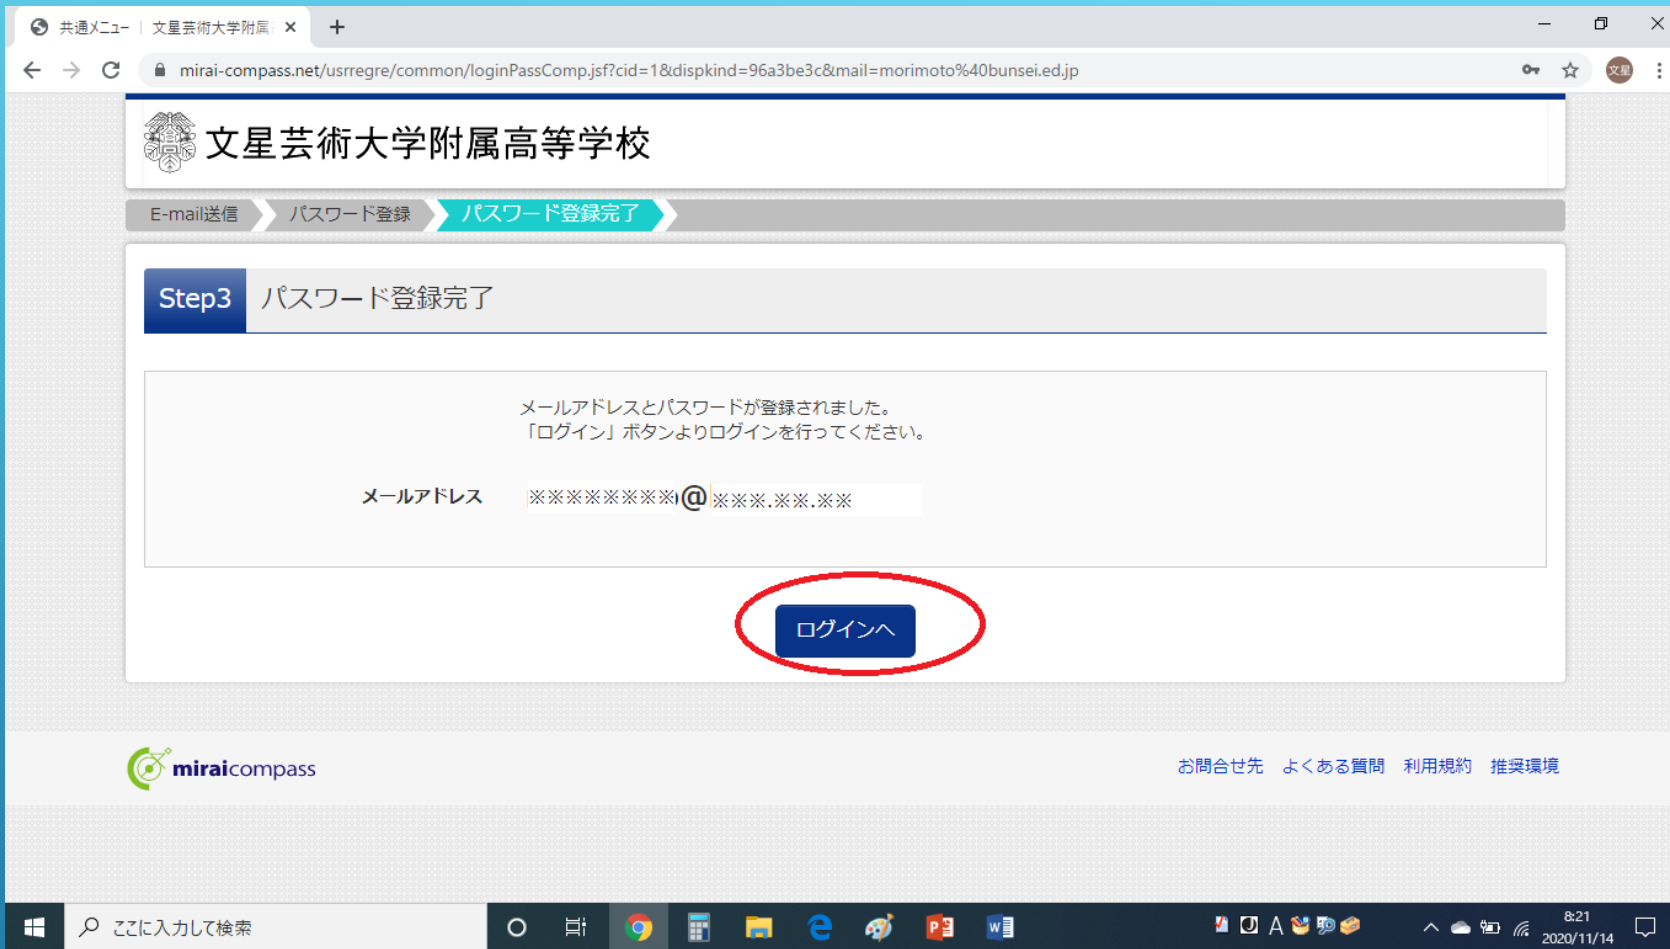 共通メニュー | 文星芸術大学附属
mirai-compass.net/usrregre/common/loginPassComp.jsf?cid=1&dispkind=96a3be3c&mail=morimoto%40bunsei.ed.jp
文星
文星芸術大学附属高等学校
E-mail送信 パスワード登録 パスワード登録完了
Step3 パスワード登録完了
メールアドレスとパスワードが登録されました。
「ログイン」ボタンよりログインを行ってください。
メールアドレス ※※※※※※※※@※※※.※※.※※
ログインへ
miraicompass
お問合せ先 よくある質問 利用規約 推奨環境
ここに入力して検索
A
8:21
2020/11/14